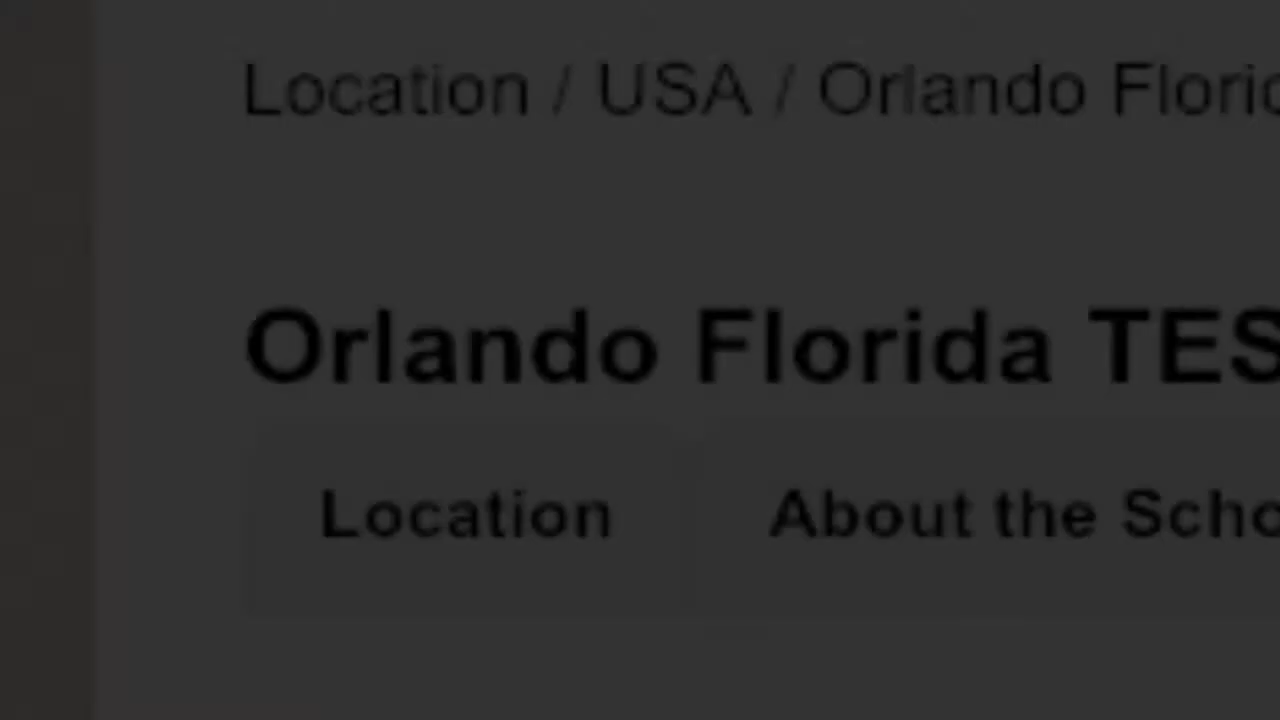 Location / USA / Orlando
Orlando Florida
Location
About the